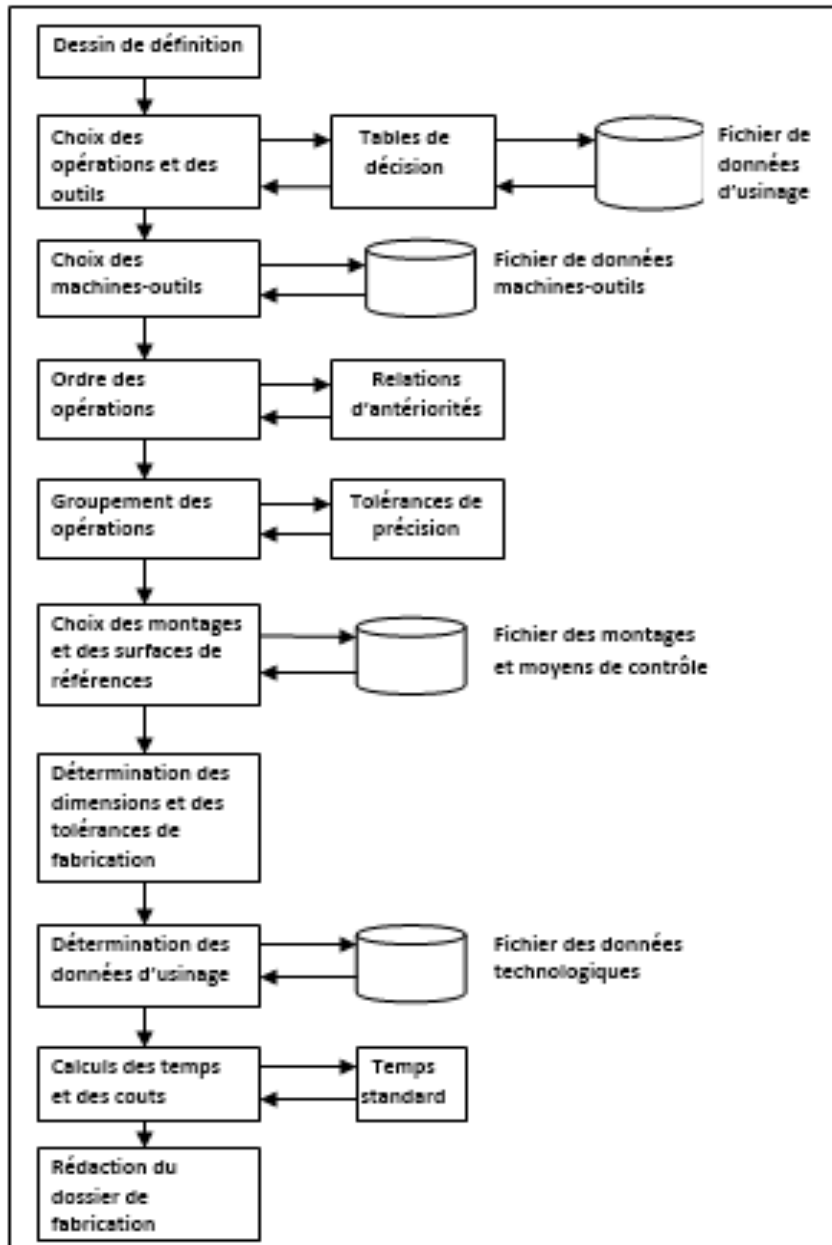 Dessin de définition
Choix des
opérations et des
outils
Tables de
décision
Fichier de
données
d'usinage
Choix des
machines-outils
Fichier de données
machines-outils
Ordre des
opérations
Relations
d'antériorités
Groupement des
opérations
Tolérances de
précision
Choix des montages
et des surfaces de
références
Fichier des montages
et moyens de contrôle
Détermination des
dimensions et des
tolérances de
fabrication
Détermination des
données d'usinage
Fichier des données
technologiques
Calculs des temps
et des couts
Temps
standard
Rédaction du
dossier de
fabrication